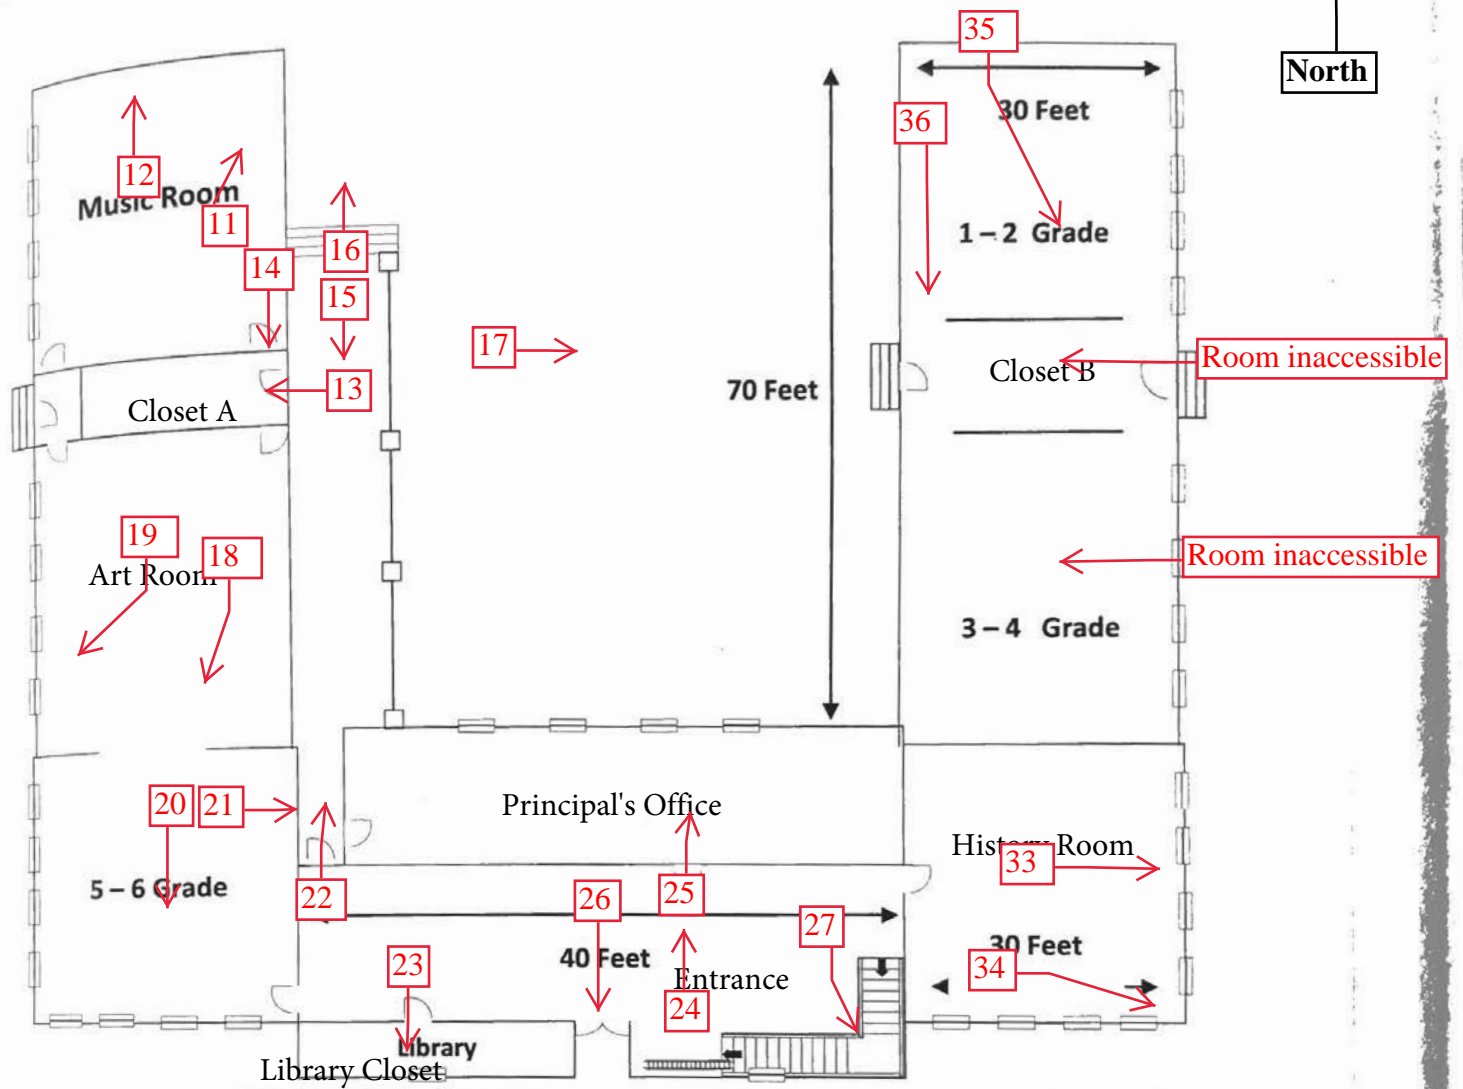 35
North
30 Feet
36
12
Music Room
11
1 – 2 Grade
14
16
15
17
Room inaccessible
Closet B
13
70 Feet
Closet A
19
18
Room inaccessible
Art Room
3 – 4 Grade
20
21
Principal's Office
History Room
33
5 – 6 Grade
22
26
25
27
30 Feet
40 Feet
23
34
Entrance
24
Library
Library Closet